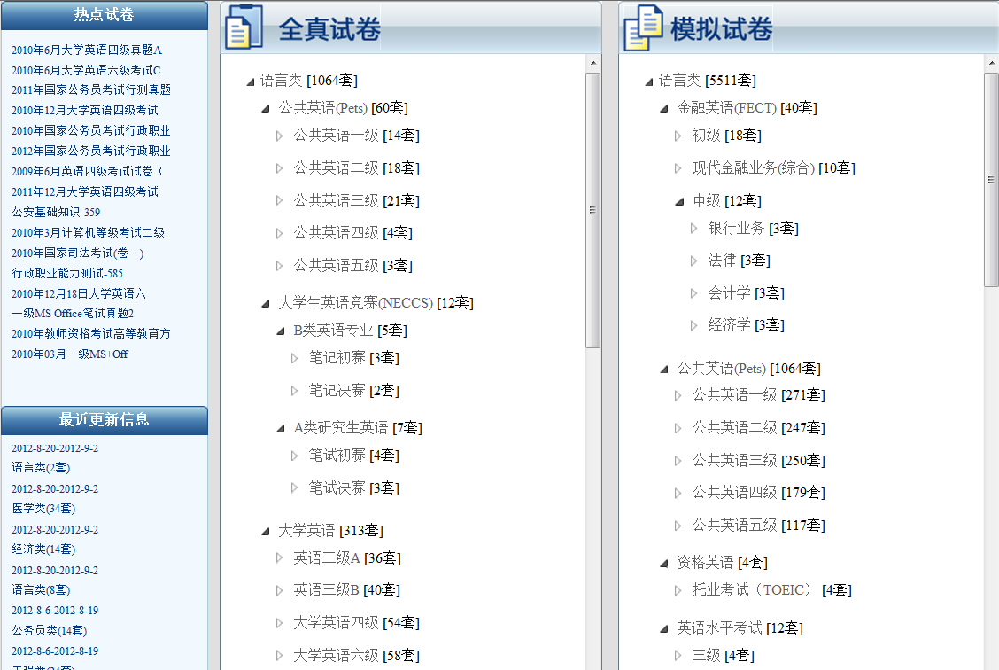 热点试卷
2010年6月大学英语四级真题A
2010年6月大学英语六级考试C
2011年国家公务员考试行测真题
2010年12月大学英语四级考试
2010年国家公务员考试行政职业
2012年国家公务员考试行政职业
2009年6月英语四级考试试卷（
2011年12月大学英语四级考试
公安基础知识-359
2010年3月计算机等级考试二级
2010年国家司法考试(卷一)
行政职业能力测试-585
2010年12月18日大学英语六
一级MS Office笔试真题2
2010年教师资格考试高等教育方
2010年03月一级MS+Off
最近更新信息
2012-8-20-2012-9-2
语言类(2套)
2012-8-20-2012-9-2
医学类(34套)
2012-8-20-2012-9-2
经济类(14套)
2012-8-20-2012-9-2
语言类(8套)
2012-8-6-2012-8-19
公务员类(14套)
2012-8-6-2012-8-19
全真试卷
语言类 [1064套]
公共英语(Pets) [60套]
公共英语一级 [14套]
公共英语二级 [18套]
公共英语三级 [21套]
公共英语四级 [4套]
公共英语五级 [3套]
大学生英语竞赛(NECCS) [12套]
B类英语专业 [5套]
笔记初赛 [3套]
笔记决赛 [2套]
A类研究生英语 [7套]
笔试初赛 [4套]
笔试决赛 [3套]
大学英语 [313套]
英语三级A [36套]
英语三级B [40套]
大学英语四级 [54套]
大学英语六级 [58套]
模拟试卷
语言类 [5511套]
金融英语(FECT) [40套]
初级 [18套]
现代金融业务(综合) [10套]
中级 [12套]
银行业务 [3套]
法律 [3套]
会计学 [3套]
经济学 [3套]
公共英语(Pets) [1064套]
公共英语一级 [271套]
公共英语二级 [247套]
公共英语三级 [250套]
公共英语四级 [179套]
公共英语五级 [117套]
资格英语 [4套]
托业考试（TOEIC） [4套]
英语水平考试 [12套]
三级 [4套]